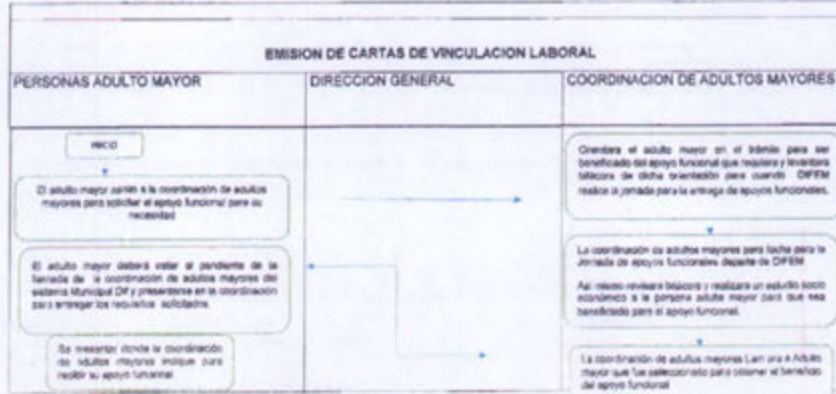 EMISION DE CARTAS DE VINCULACION LABORAL
PERSONAS ADULTO MAYOR
DIRECCION GENERAL
COORDINACION DE ADULTOS MAYORES
INICIO
El adulto mayor asiste a la coordinación de adultos
mayores para solicitar el apoyo funcional para su
necesidad
El adulto mayor deberá estar al pendiente de la
llamada de la coordinación de adultos mayores del
sistema Municipal DIF y presentarse en la coordinación
para entregar los requisitos solicitados
Se presentar donde la coordinación
de adultos mayores indique para
recibir su apoyo funcional
Orientara el adulto mayor en el trámite para ser
beneficiado del apoyo funcional que requiera y levantara
bitácora de dicha orientación para cuando DIFEM
realice la jornada para la entrega de apoyos funcionales.
La coordinación de adultos mayores para fecha para la
Jornada de apoyos funcionales departe de DIFEM
Así mismo revisara bitácora y realizara un estudio socio
económico a la persona adulta mayor para que sea
beneficiado para el apoyo funcional.
La coordinación de adultos mayores Adulto
mayor que fue seleccionado para obtener el beneficio
del apoyo funcional